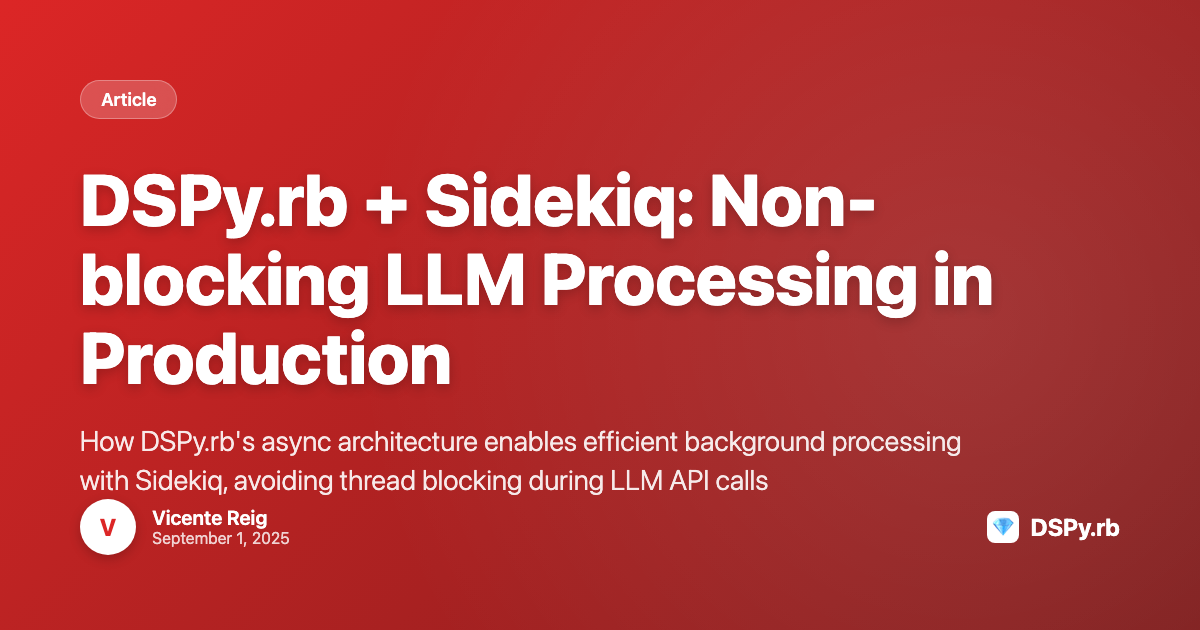 Article
DSPy.rb + Sidekiq: Non-
blocking LLM Processing in
Production
How DSPy.rb's async architecture enables efficient background processing
with Sidekiq, avoiding thread blocking during LLM API calls
V
Vicente Reig
September 1, 2025
DSPy.rb